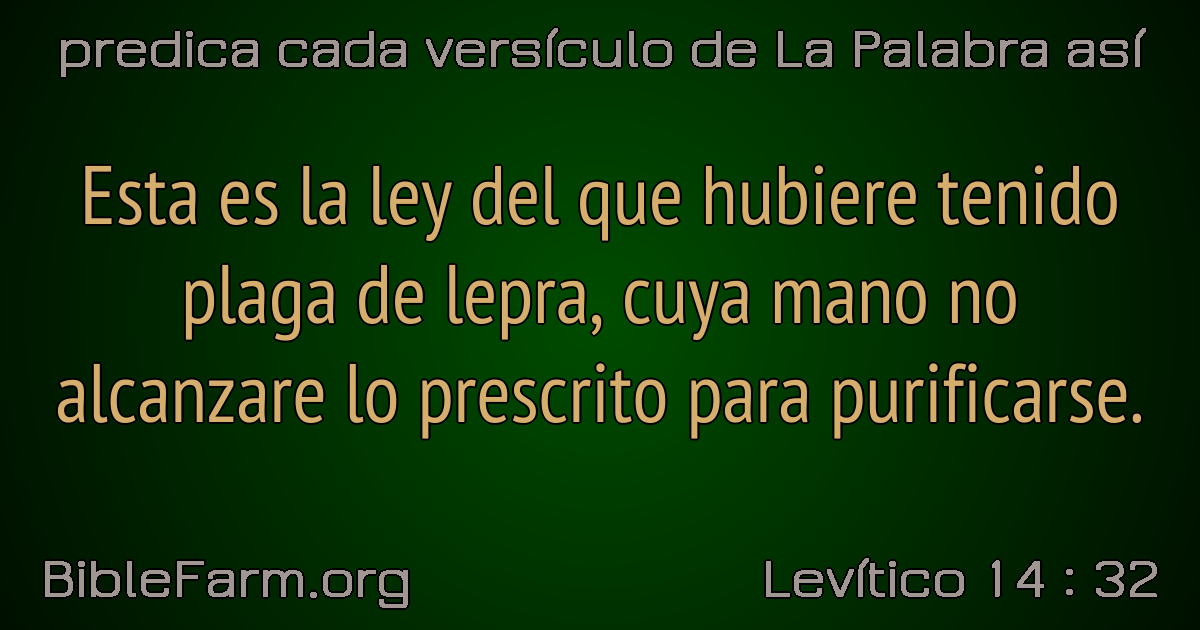 predica cada versículo de La Palabra así
Esta es la ley del que hubiere tenido
plaga de lepra, cuya mano no
alcanzare lo prescrito para purificarse.
BibleFarm.org
Levítico 14 : 32